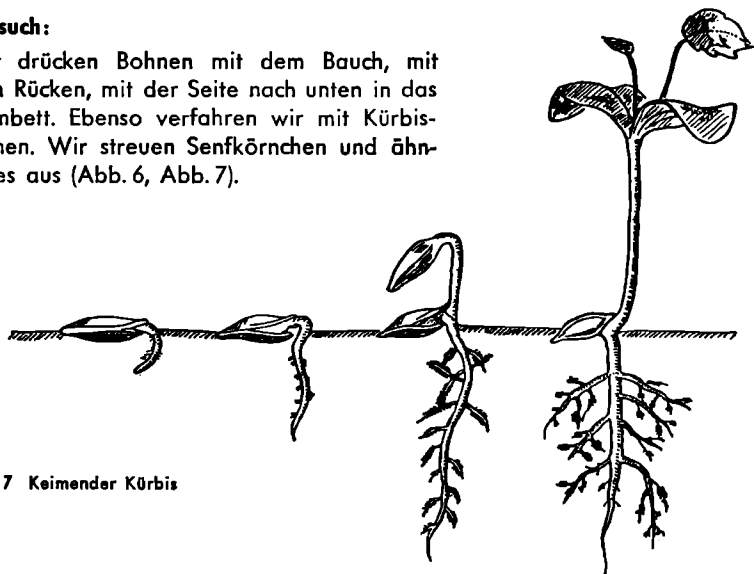 such:
drücken Bohnen mit dem Bauch, mit
Rücken, mit der Seite nach unten in das
nbett. Ebenso verfahren wir mit Kürbis-
nen. Wir streuen Senfkörnchen und ähn-
es aus (Abb. 6, Abb. 7).
7 Keimender Kürbis